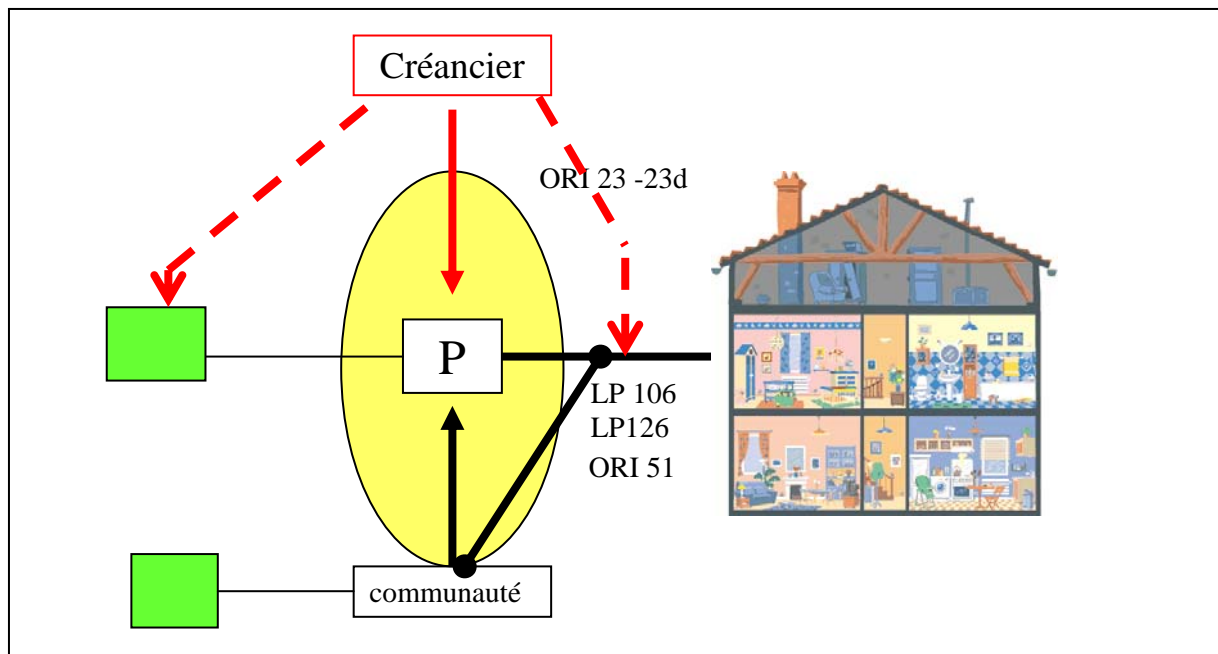 Créancier
ORI 23 -23d
P
LP 106
LP126
ORI 51
communauté